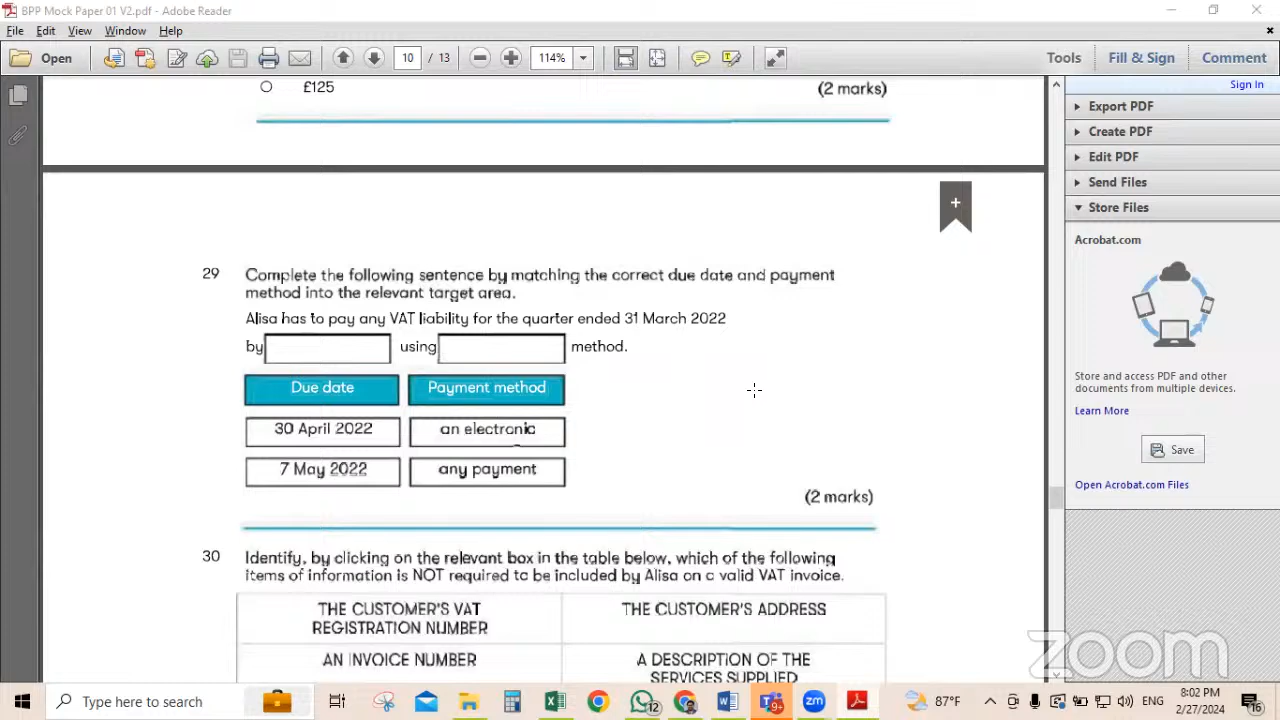 BPP Mock Paper 01 V2.pdf - Adobe Reader
File Edit View Window Help
Open 10 / 13 114% Tools Fill & Sign Comment
Sign In
Export PDF
Create PDF
Edit PDF
Send Files
Store Files
Acrobat.com
Store and access PDF and other
documents from multiple devices.
Learn More
Save
Open Acrobat.com Files
£125 (2 marks)
29 Complete the following sentence by matching the correct due date and payment
method into the relevant target area.
Alisa has to pay any VAT liability for the quarter ended 31 March 2022
by using method.
Due date Payment method
30 April 2022 an electronic
7 May 2022 any payment
(2 marks)
30 Identify, by clicking on the relevant box in the table below, which of the following
items of information is NOT required to be included by Alisa on a valid VAT invoice.
THE CUSTOMER'S VAT
REGISTRATION NUMBER
THE CUSTOMER'S ADDRESS
AN INVOICE NUMBER
A DESCRIPTION OF THE
SERVICES SUPPLIED
zoom
Type here to search
12
9+
zm
87°F
ENG
8:02 PM
2/27/2024
16